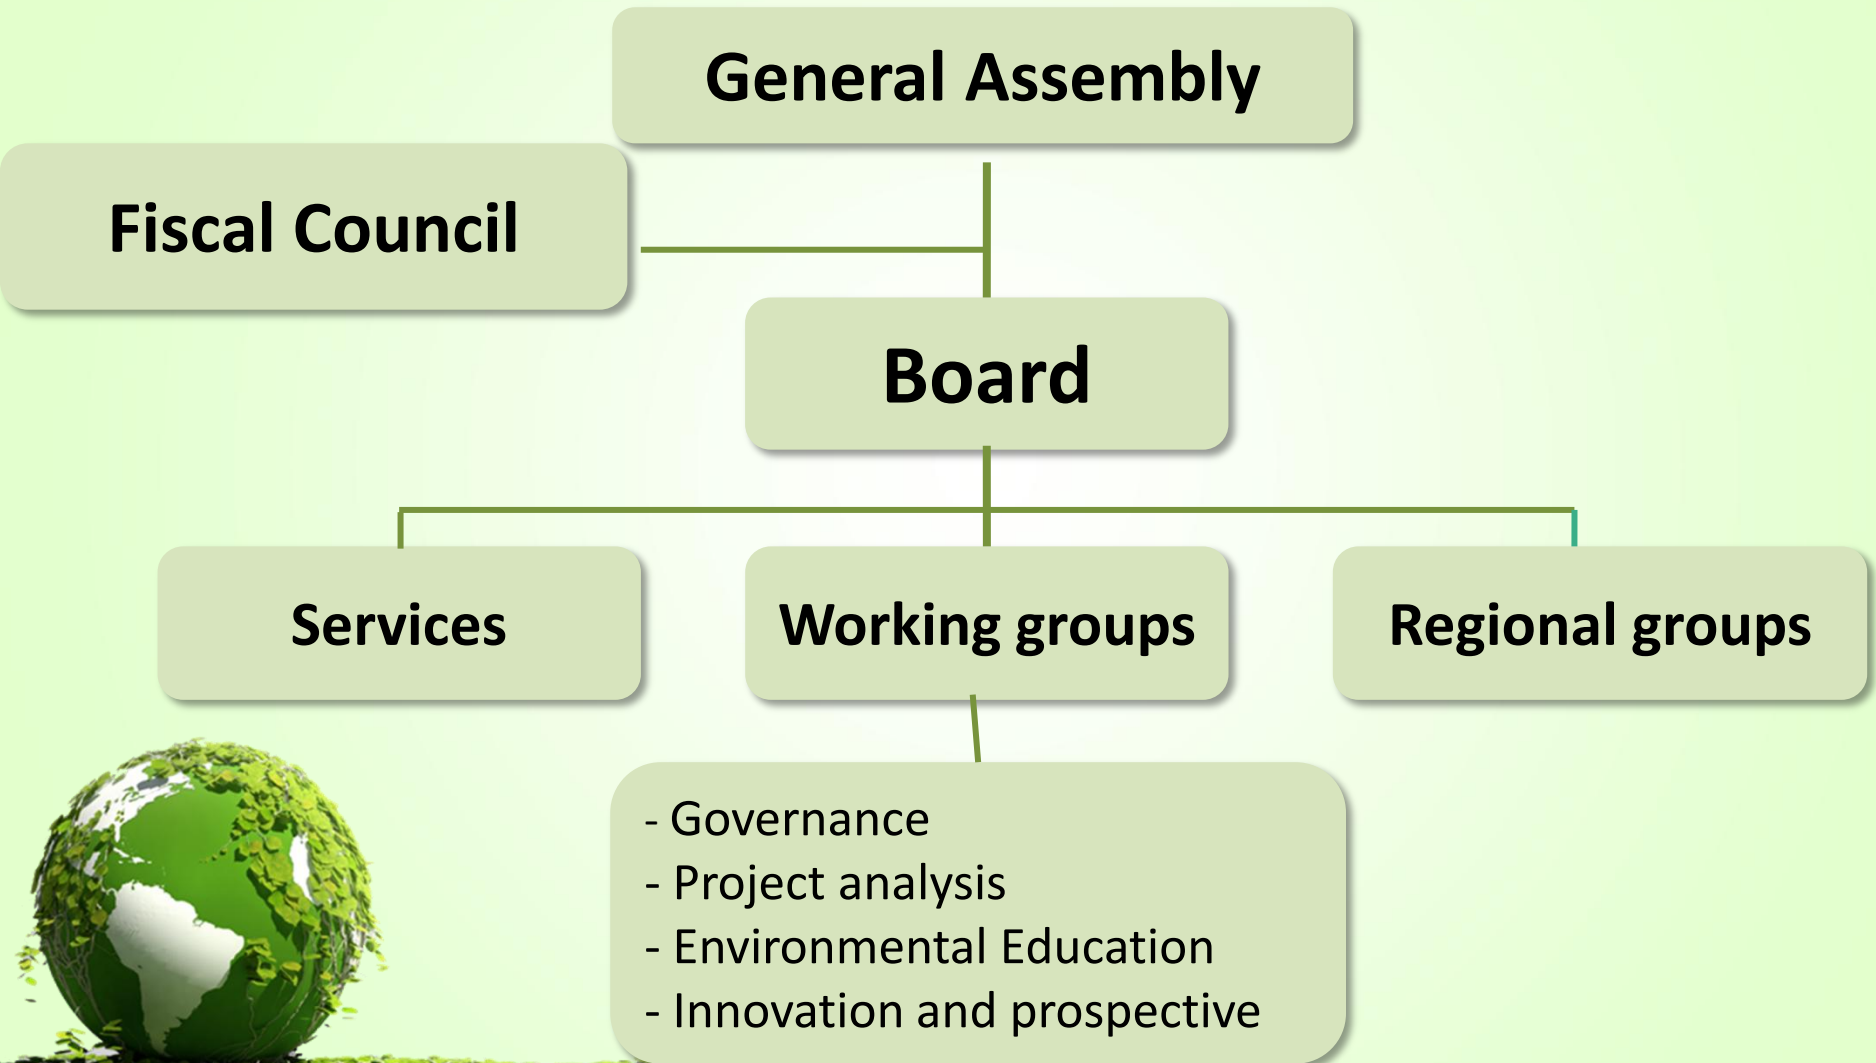 General Assembly
Fiscal Council
Board
Services
Working groups
Regional groups
- Governance
- Project analysis
- Environmental Education
- Innovation and prospective